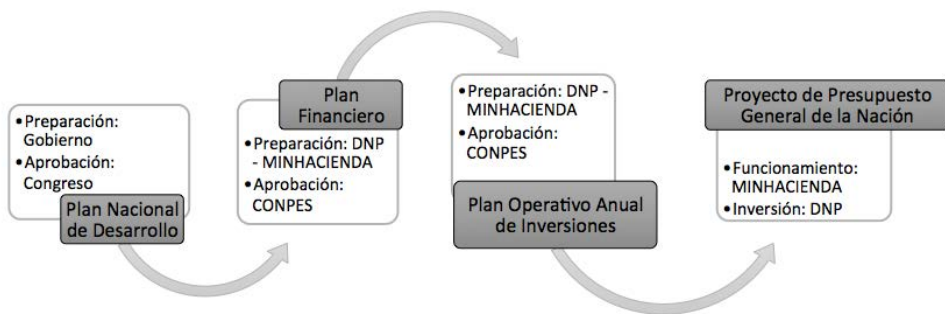 • Preparación:
Gobierno
• Aprobación:
Congreso
Plan Nacional
de Desarrollo
Plan
Financiero
• Preparación: DNP
- MINHACIENDA
• Aprobación:
CONPES
• Preparación: DNP -
MINHACIENDA
• Aprobación:
CONPES
Plan Operativo Anual
de Inversiones
Proyecto de Presupuesto
General de la Nación
• Funcionamiento:
MINHACIENDA
• Inversión: DNP